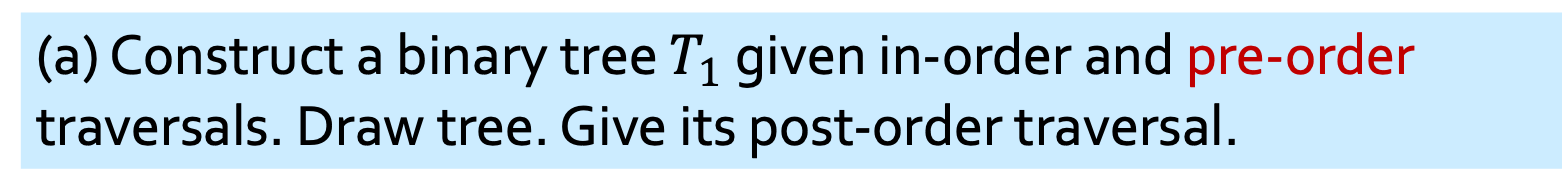 (a) Construct a binary tree T₁ given in-order and pre-order
traversals. Draw tree. Give its post-order traversal.